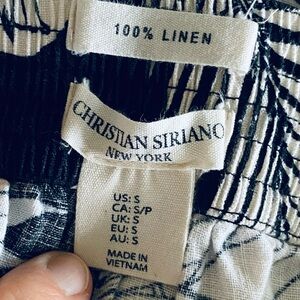 100% LINEN
CHRISTIAN SIRIANO
NEW YORK
US: S
CA: S/P
UK: S
EU: S
AU: S
MADE IN
VIETNAM